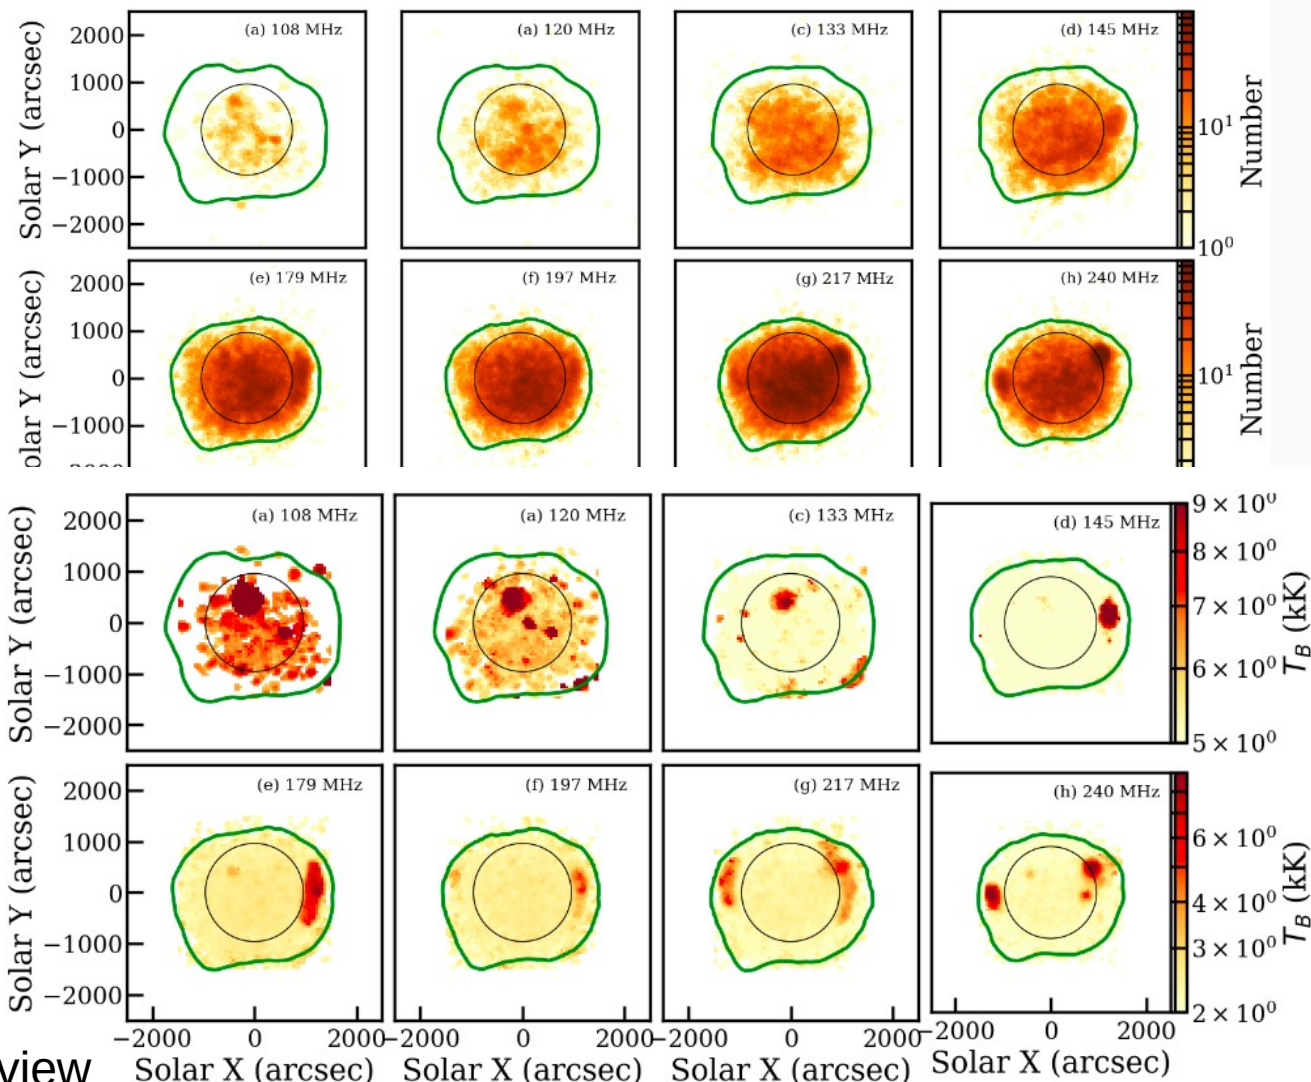 (a) 108 MHz (a) 120 MHz (c) 133 MHz (d) 145 MHz
2000
1000
0
−1000
−2000
Solar Y (arcsec)
10¹
10⁰
Number
(e) 179 MHz (f) 197 MHz (g) 217 MHz (h) 240 MHz
2000
1000
0
−1000
olar Y (arcsec)
10¹
Number
(a) 108 MHz (a) 120 MHz (c) 133 MHz (d) 145 MHz
2000
1000
0
−1000
−2000
Solar Y (arcsec)
9 × 10⁰
8 × 10⁰
7 × 10⁰
6 × 10⁰
5 × 10⁰
T_B (kK)
(e) 179 MHz (f) 197 MHz (g) 217 MHz (h) 240 MHz
2000
1000
0
−1000
−2000
Solar Y (arcsec)
6 × 10⁰
4 × 10⁰
3 × 10⁰
2 × 10⁰
T_B (kK)
−2000 0 2000 −2000 0 2000 −2000 0 2000 −2000 0 2000
view Solar X (arcsec) Solar X (arcsec) Solar X (arcsec) Solar X (arcsec)